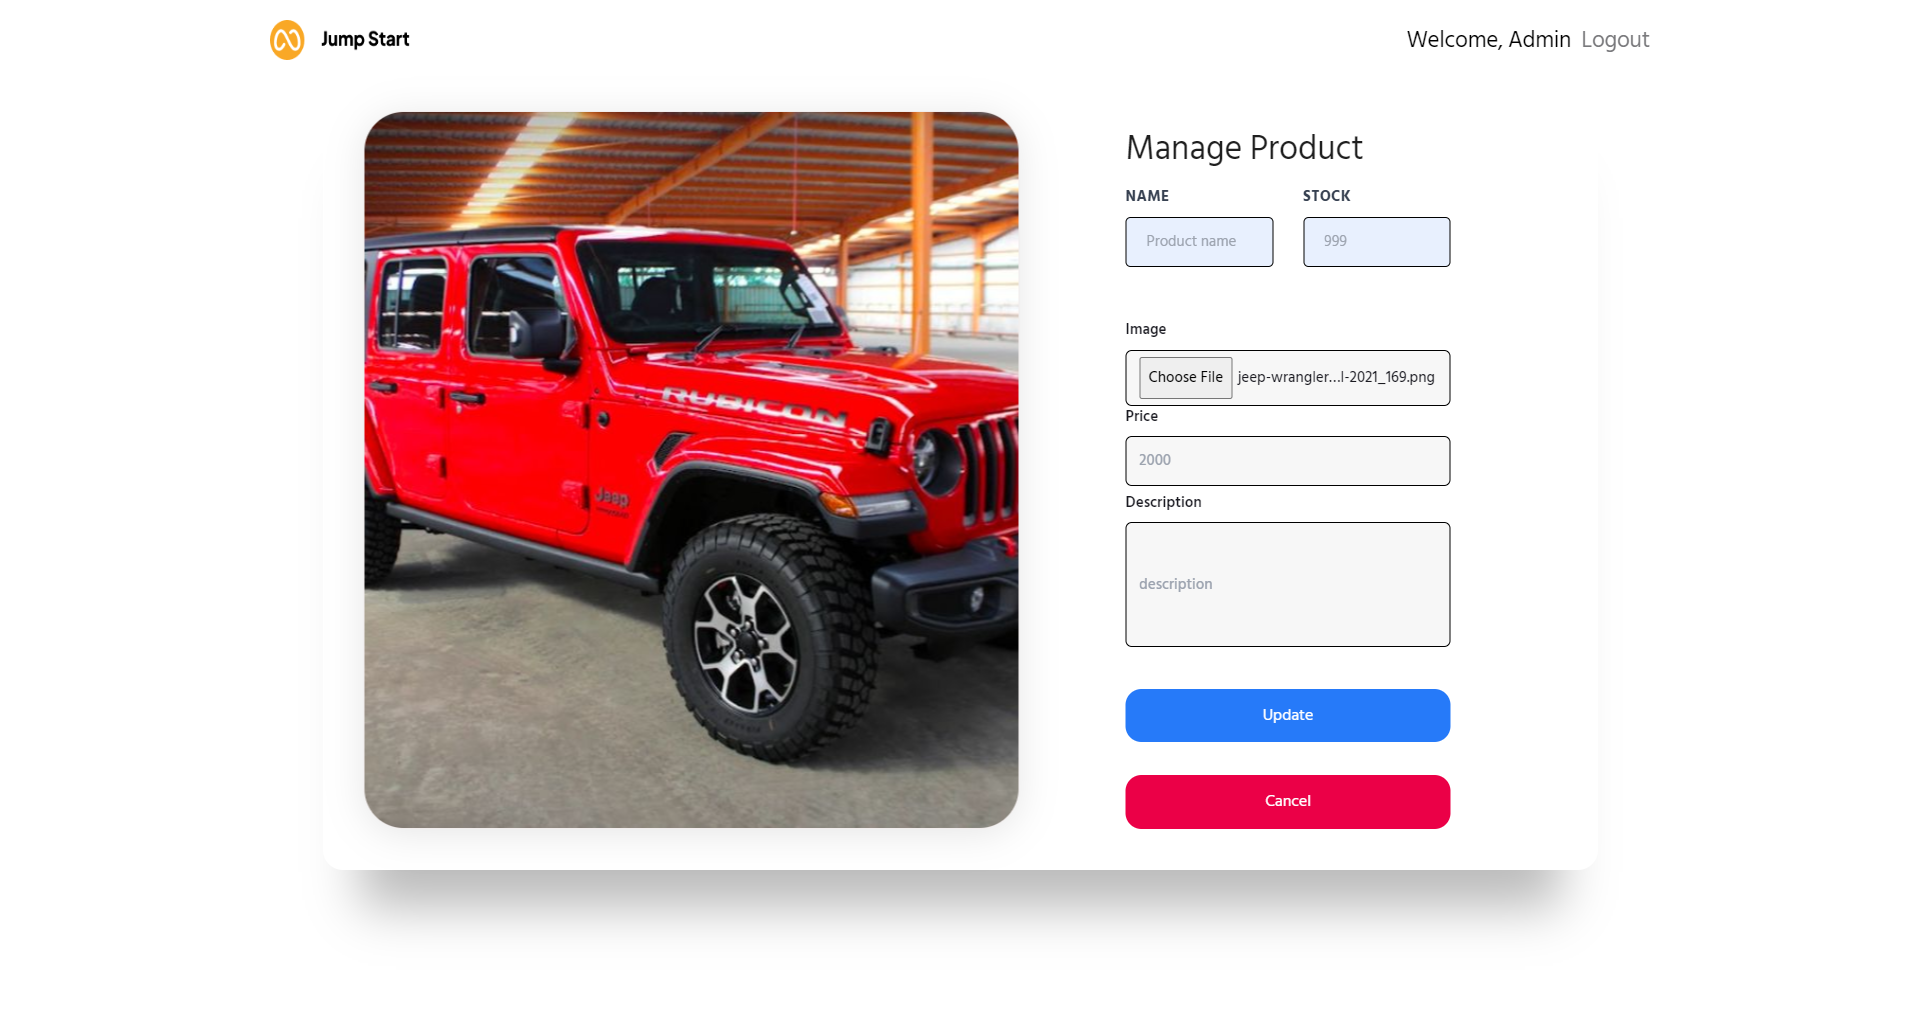 Jump Start
Welcome, Admin Logout
RUBICON
Jeep
Manage Product
NAME STOCK
Product name 999
Image
Choose File jeep-wrangler...l-2021_169.png
Price
2000
Description
description
Update
Cancel